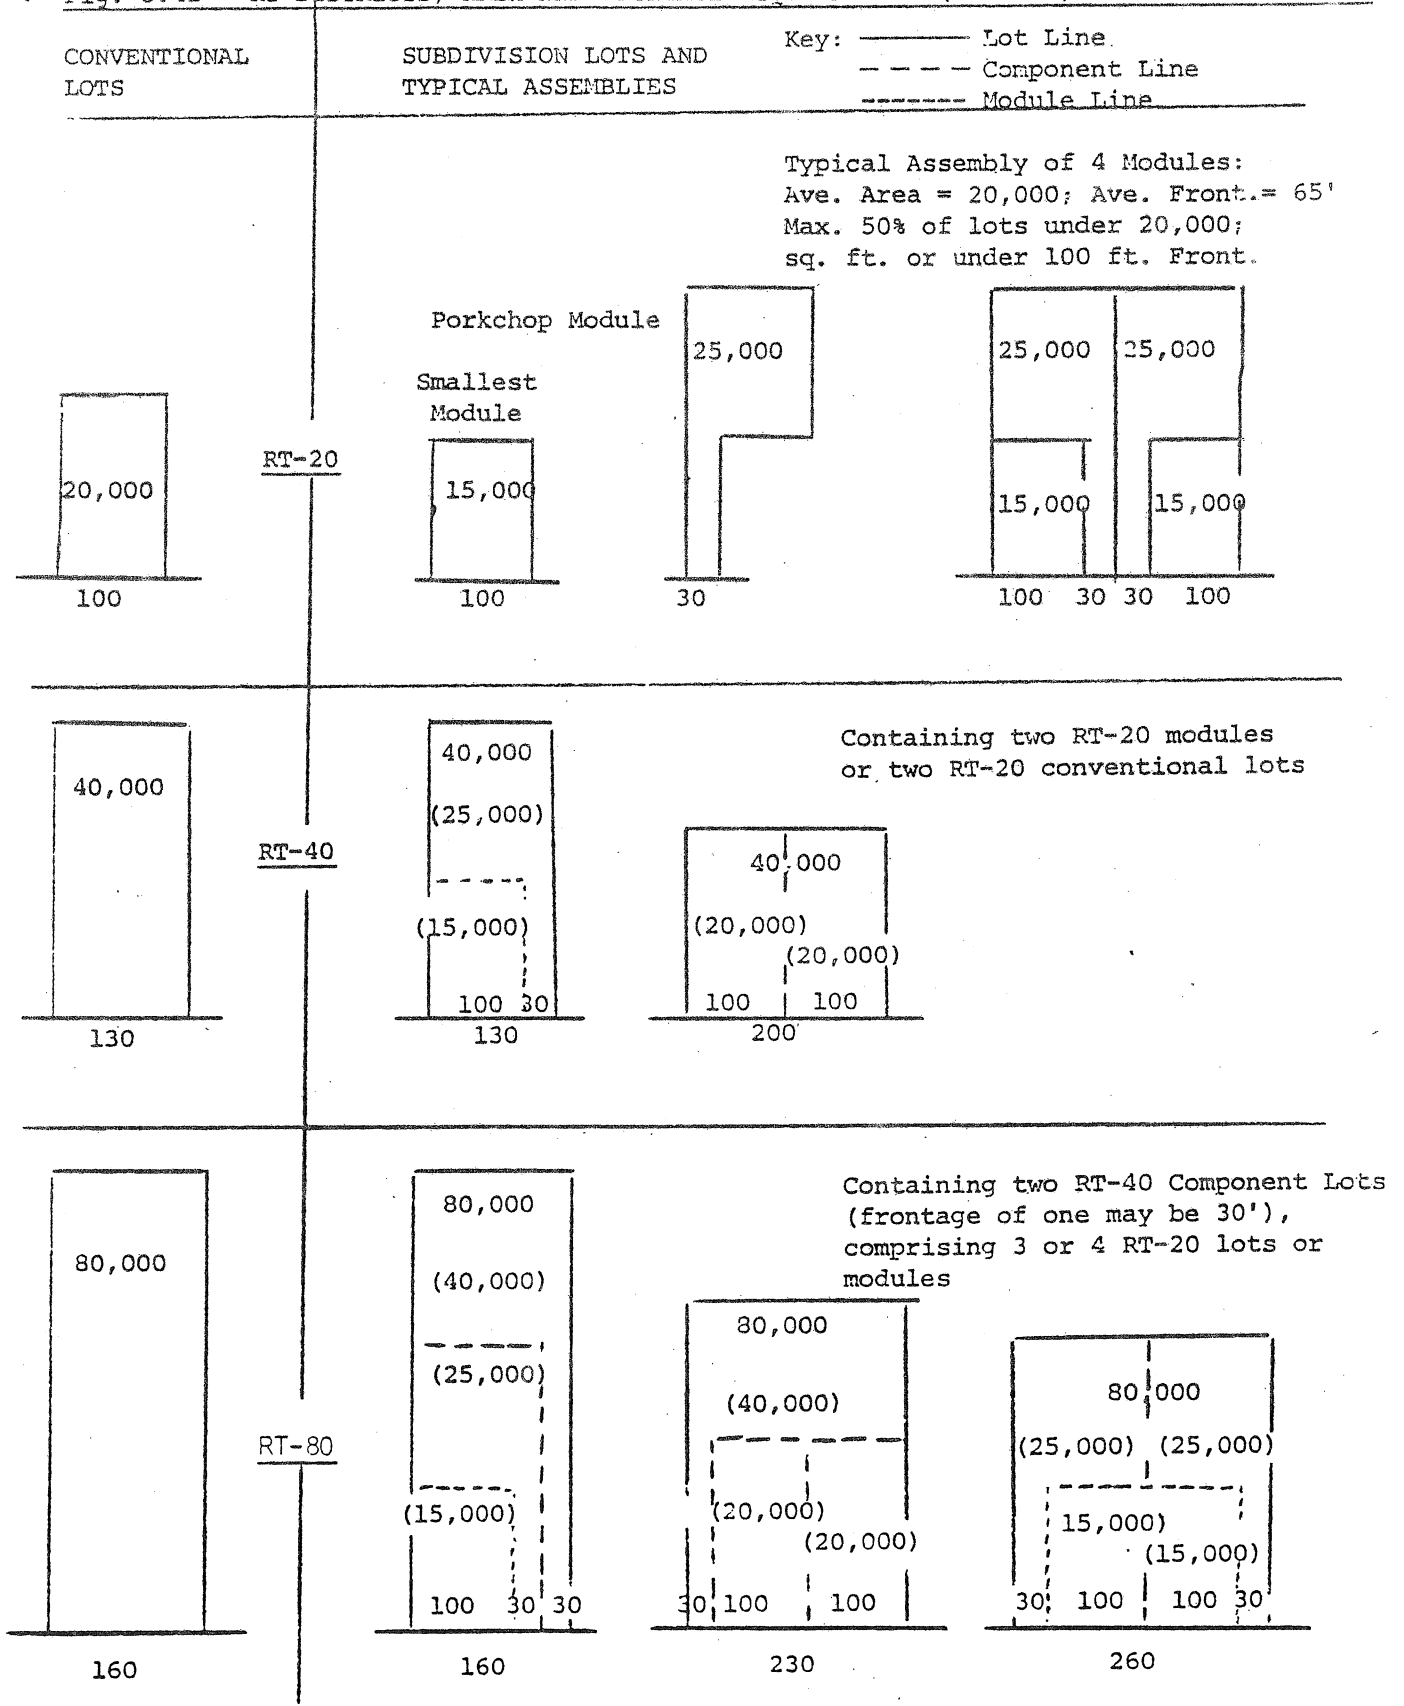 CONVENTIONAL
LOTS
SUBDIVISION LOTS AND
TYPICAL ASSEMBLIES
Key:
Lot Line
Component Line
Module Line
Typical Assembly of 4 Modules:
Ave. Area = 20,000; Ave. Front.= 65'
Max. 50% of lots under 20,000;
sq. ft. or under 100 ft. Front.
Porkchop Module
Smallest
Module
RT-20
20,000
100
15,000
100
25,000
30
25,000 25,000
15,000 15,000
100 30 30 100
RT-40
40,000
130
40,000
(25,000)
(15,000)
100 30
130
Containing two RT-20 modules
or two RT-20 conventional lots
40,000
(20,000)
(20,000)
100 100
200
RT-80
80,000
160
80,000
(40,000)
(25,000)
(15,000)
100 30 30
160
Containing two RT-40 Component Lots
(frontage of one may be 30'),
comprising 3 or 4 RT-20 lots or
modules
80,000
(40,000)
(20,000)
(20,000)
30 100 100
230
80,000
(25,000) (25,000)
15,000)
(15,000)
30 100 100 30
260